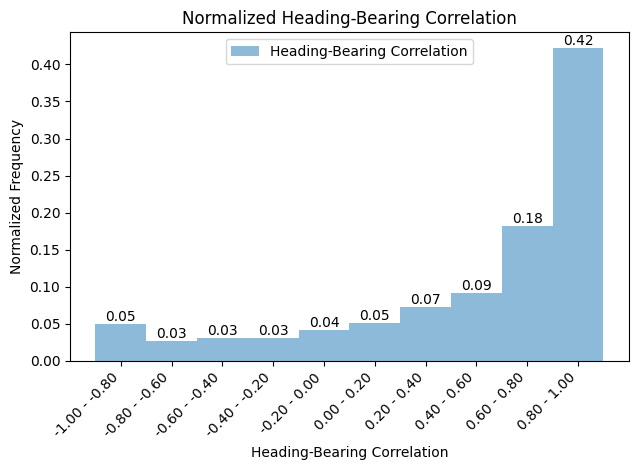 Normalized Heading-Bearing Correlation
Heading-Bearing Correlation
Normalized Frequency
0.40
0.35
0.30
0.25
0.20
0.15
0.10
0.05
0.00
0.05
0.03
0.03
0.03
0.04
0.05
0.07
0.09
0.18
0.42
-1.00 - -0.80
-0.80 - -0.60
-0.60 - -0.40
-0.40 - -0.20
-0.20 - 0.00
0.00 - 0.20
0.20 - 0.40
0.40 - 0.60
0.60 - 0.80
0.80 - 1.00
Heading-Bearing Correlation